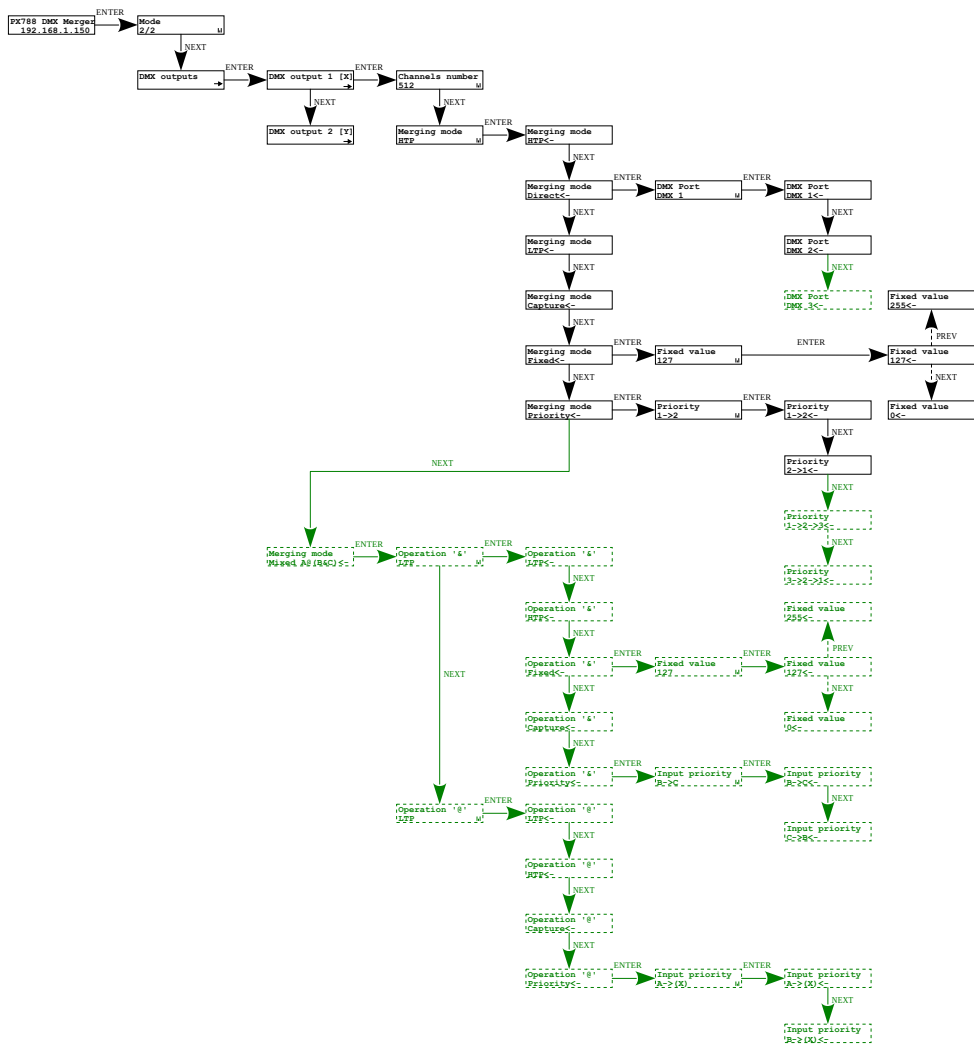 PX788 DMX Merger
192.168.1.150
ENTER
Mode
2/2
NEXT
DMX outputs
ENTER
DMX output 1 [X]
ENTER
Channels number
512
NEXT
NEXT
DMX output 2 [Y]
Merging mode
HTP
ENTER
Merging mode
HTP<-
NEXT
Merging mode
Direct<-
ENTER
DMX Port
DMX 1
ENTER
DMX Port
DMX 1<-
NEXT
NEXT
Merging mode
LTP<-
DMX Port
DMX 2<-
NEXT
NEXT
Merging mode
Capture<-
DMX Port
DMX 3<-
Fixed value
255<-
NEXT
PREV
Merging mode
Fixed<-
ENTER
Fixed value
127
ENTER
Fixed value
127<-
NEXT
NEXT
Merging mode
Priority<-
ENTER
Priority
1->2
ENTER
Priority
1->2<-
Fixed value
0<-
NEXT
NEXT
Priority
2->1<-
NEXT
Priority
1->2->3<-
NEXT
Priority
3->2->1<-
Merging mode
Mixed A@(B&C)<-
ENTER
Operation '&'
LTP
ENTER
Operation '&'
LTP<-
NEXT
Operation '&'
HTP<-
Fixed value
255<-
NEXT
PREV
NEXT
Operation '&'
Fixed<-
ENTER
Fixed value
127
ENTER
Fixed value
127<-
NEXT
NEXT
Operation '&'
Capture<-
Fixed value
0<-
NEXT
Operation '&'
Priority<-
ENTER
Input priority
B->C
ENTER
Input priority
B->C<-
NEXT
Operation '@'
LTP
ENTER
Operation '@'
LTP<-
Input priority
C->B<-
NEXT
Operation '@'
HTP<-
NEXT
Operation '@'
Capture<-
NEXT
Operation '@'
Priority<-
ENTER
Input priority
A->(X)
ENTER
Input priority
A->(X)<-
NEXT
Input priority
B->(X)<-